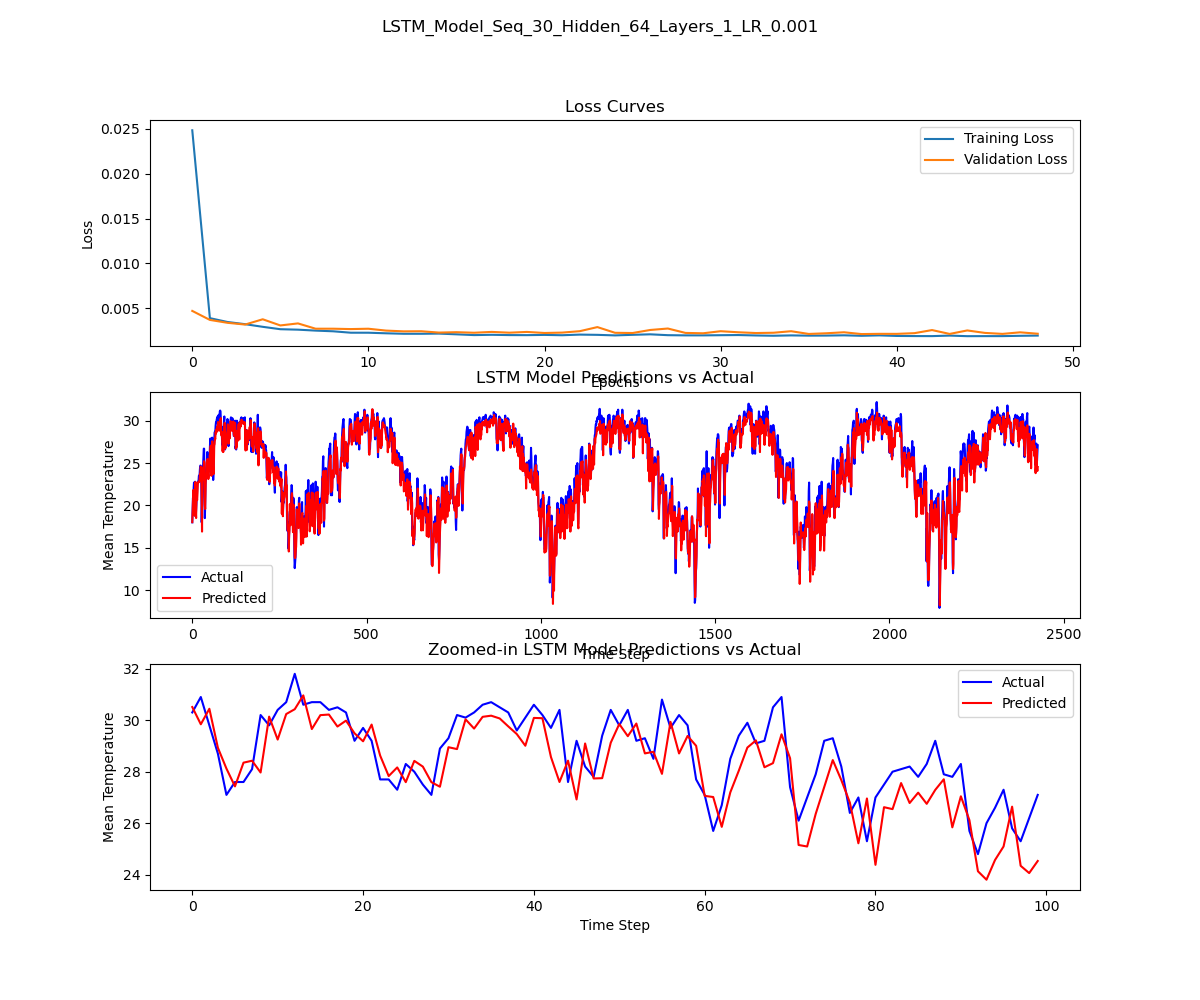 LSTM_Model_Seq_30_Hidden_64_Layers_1_LR_0.001
Loss Curves
Loss
0.025
0.020
0.015
0.010
0.005
Training Loss
Validation Loss
0 10 20 30 40 50
Epochs
LSTM Model Predictions vs Actual
Mean Temperature
30
25
20
15
10
Actual
Predicted
0 500 1000 1500 2000 2500
Time Step
Zoomed-in LSTM Model Predictions vs Actual
Mean Temperature
32
30
28
26
24
Actual
Predicted
0 20 40 60 80 100
Time Step